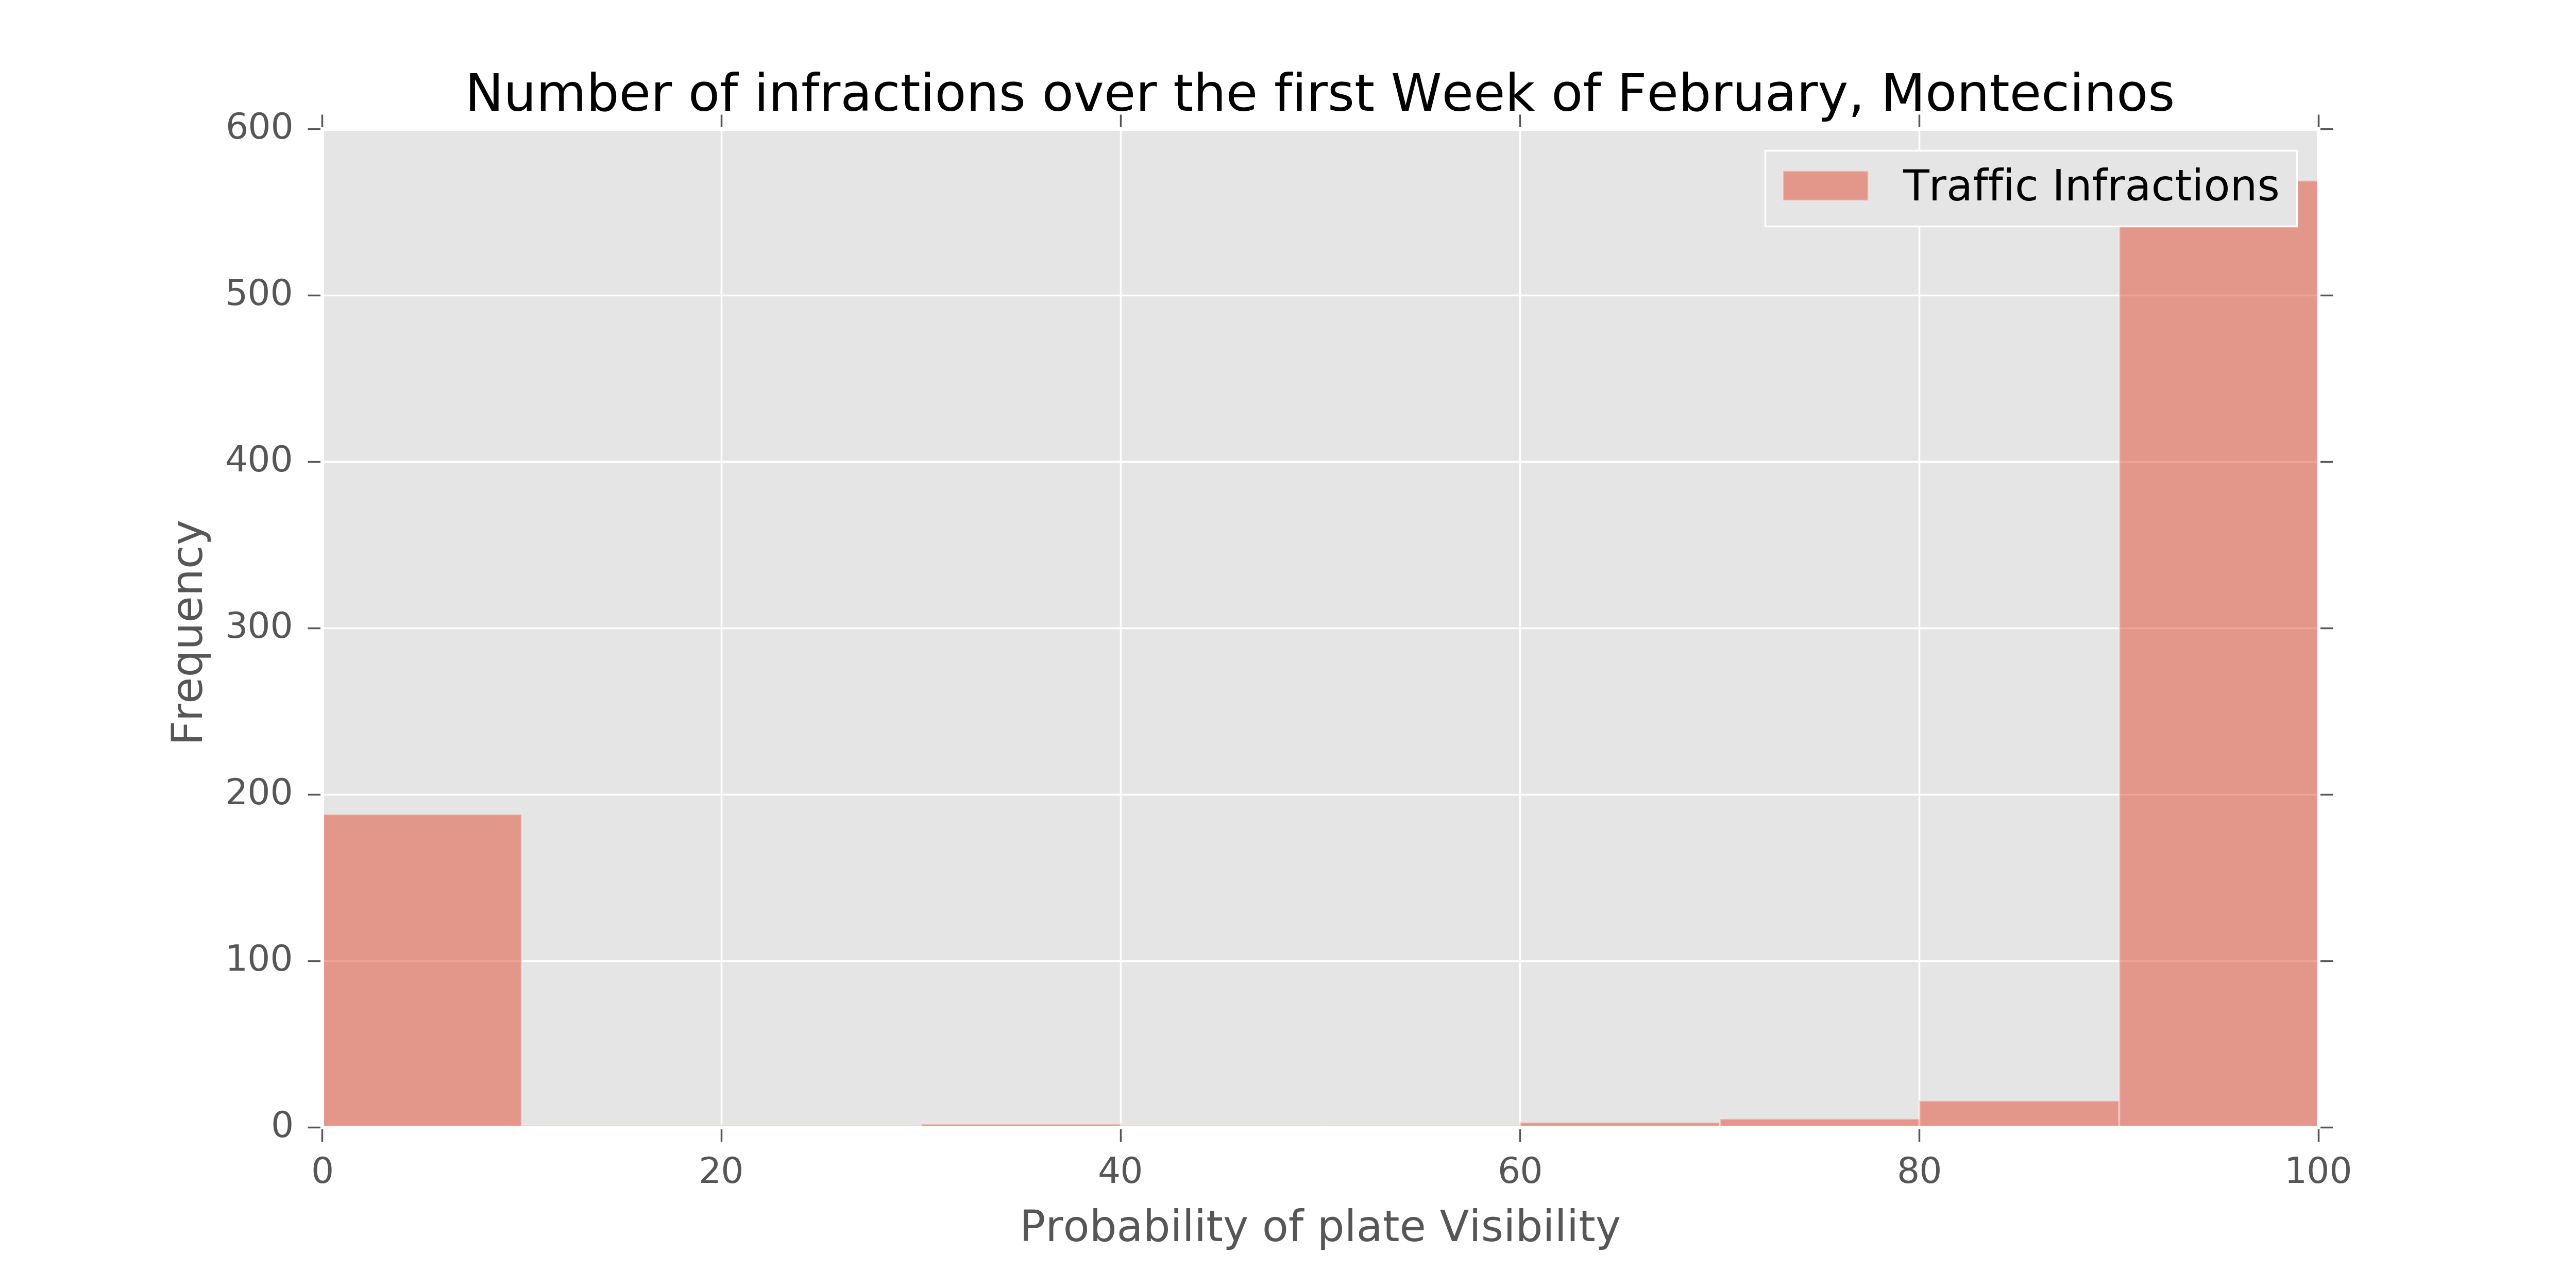 Number of infractions over the first Week of February, Montecinos
Traffic Infractions
600
500
400
300
200
100
0
Frequency
0 20 40 60 80 100
Probability of plate Visibility